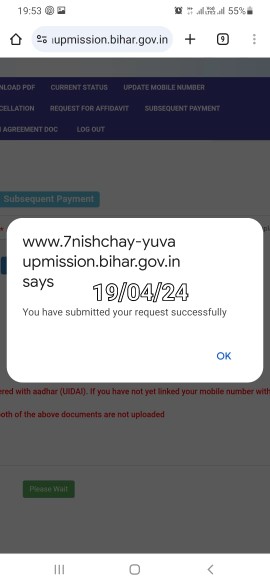 19:53
55%
upmission.bihar.gov.in
9
NLOAD PDF CURRENT STATUS UPDATE MOBILE NUMBER
CELLATION REQUEST FOR AFFIDAVIT SUBSEQUENT PAYMENT
AGREEMENT DOC LOG OUT
Subsequent Payment
www.7nishchay-yuva
upmission.bihar.gov.in
says
19/04/24
You have submitted your request successfully
OK
ered with aadhar (UIDAI). If you have not yet linked your mobile number with
oth of the above documents are not uploaded
Please Wait